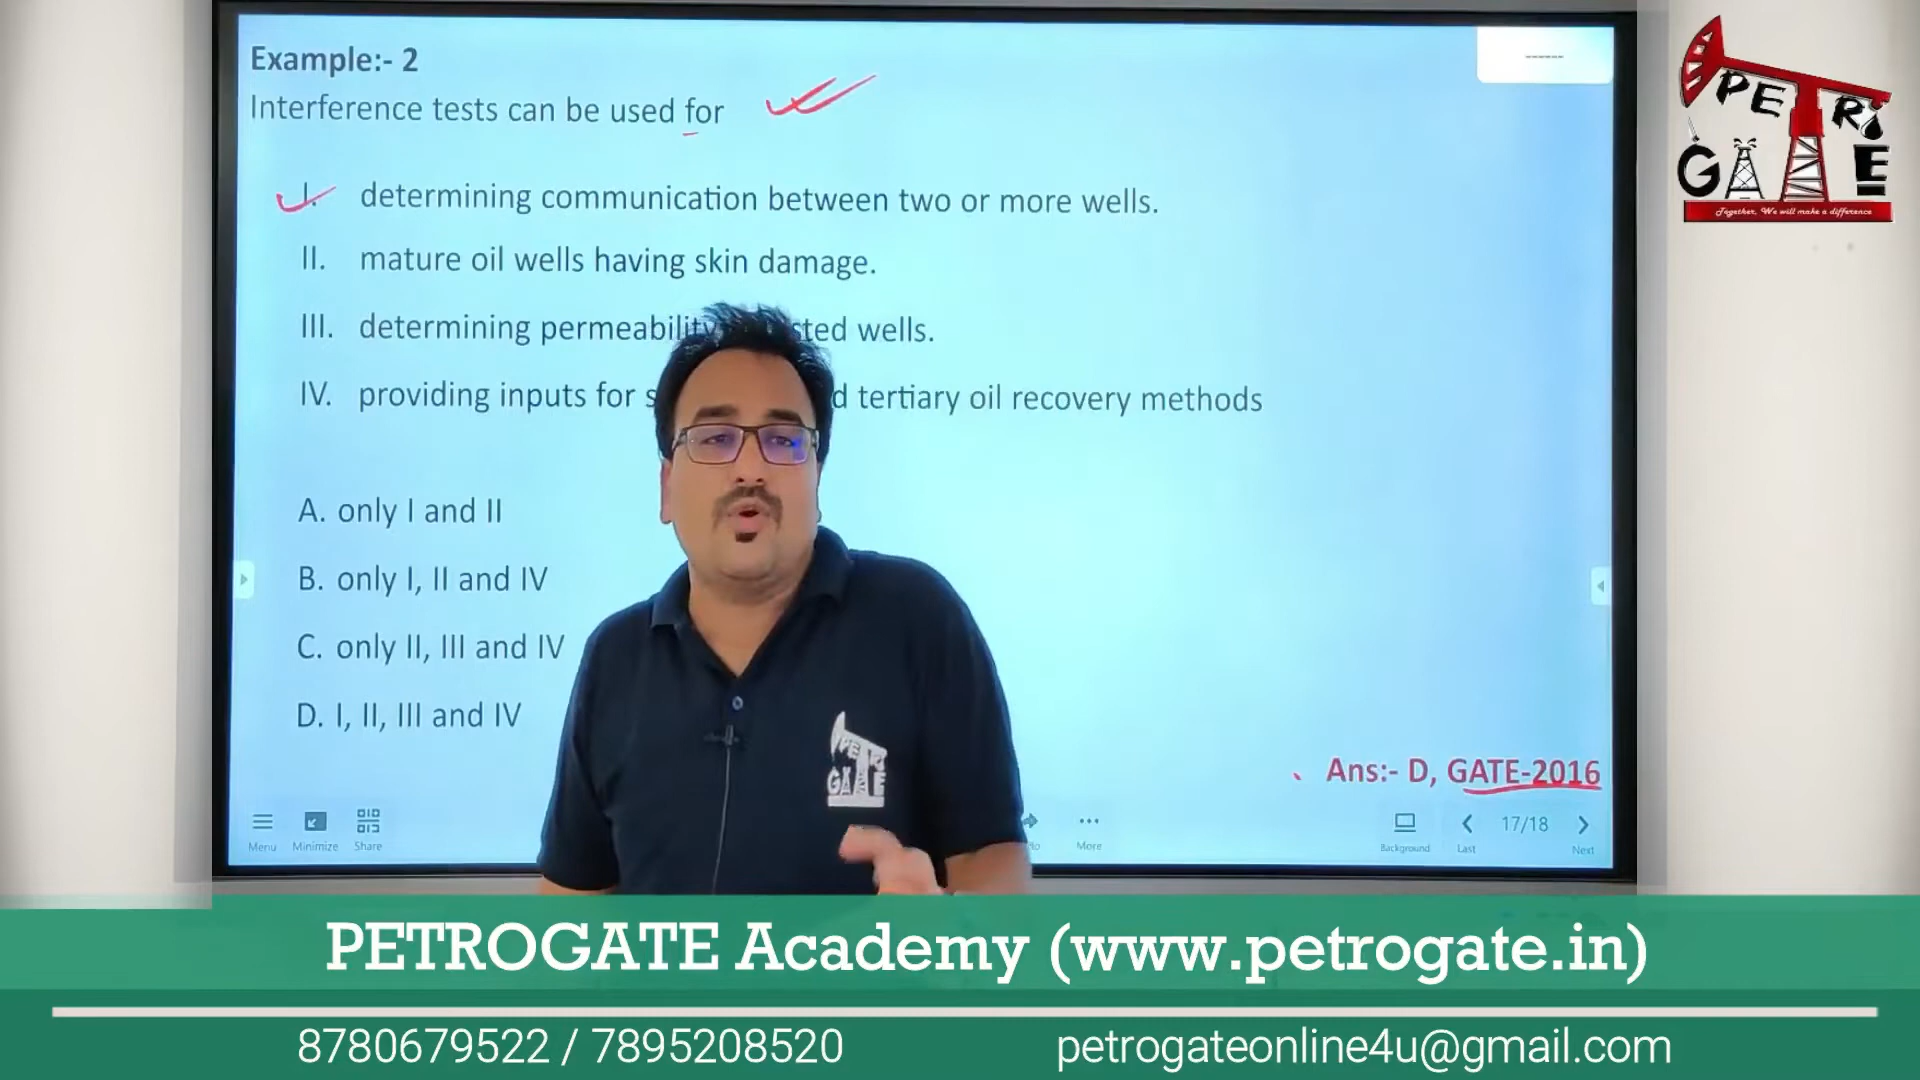 Example:- 2
Interference tests can be used for
I. determining communication between two or more wells.
II. mature oil wells having skin damage.
III. determining permeability wells.
IV. providing inputs for tertiary oil recovery methods
A. only I and II
B. only I, II and IV
C. only II, III and IV
D. I, II, III and IV
Ans:- D, GATE-2016
Menu Minimize Share More Background Last 17/18 Next
PETRO
GATE
Together, We will make a difference
PETRO
GATE
PETROGATE Academy (www.petrogate.in)
8780679522 / 7895208520 petrogateonline4u@gmail.com